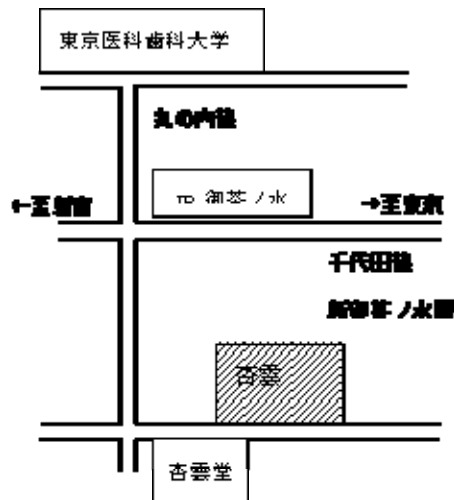 東京医科歯科大学
丸の内線
御茶ノ水
←至新宿
→至東京
千代田線
新御茶ノ水駅
杏雲
杏雲堂